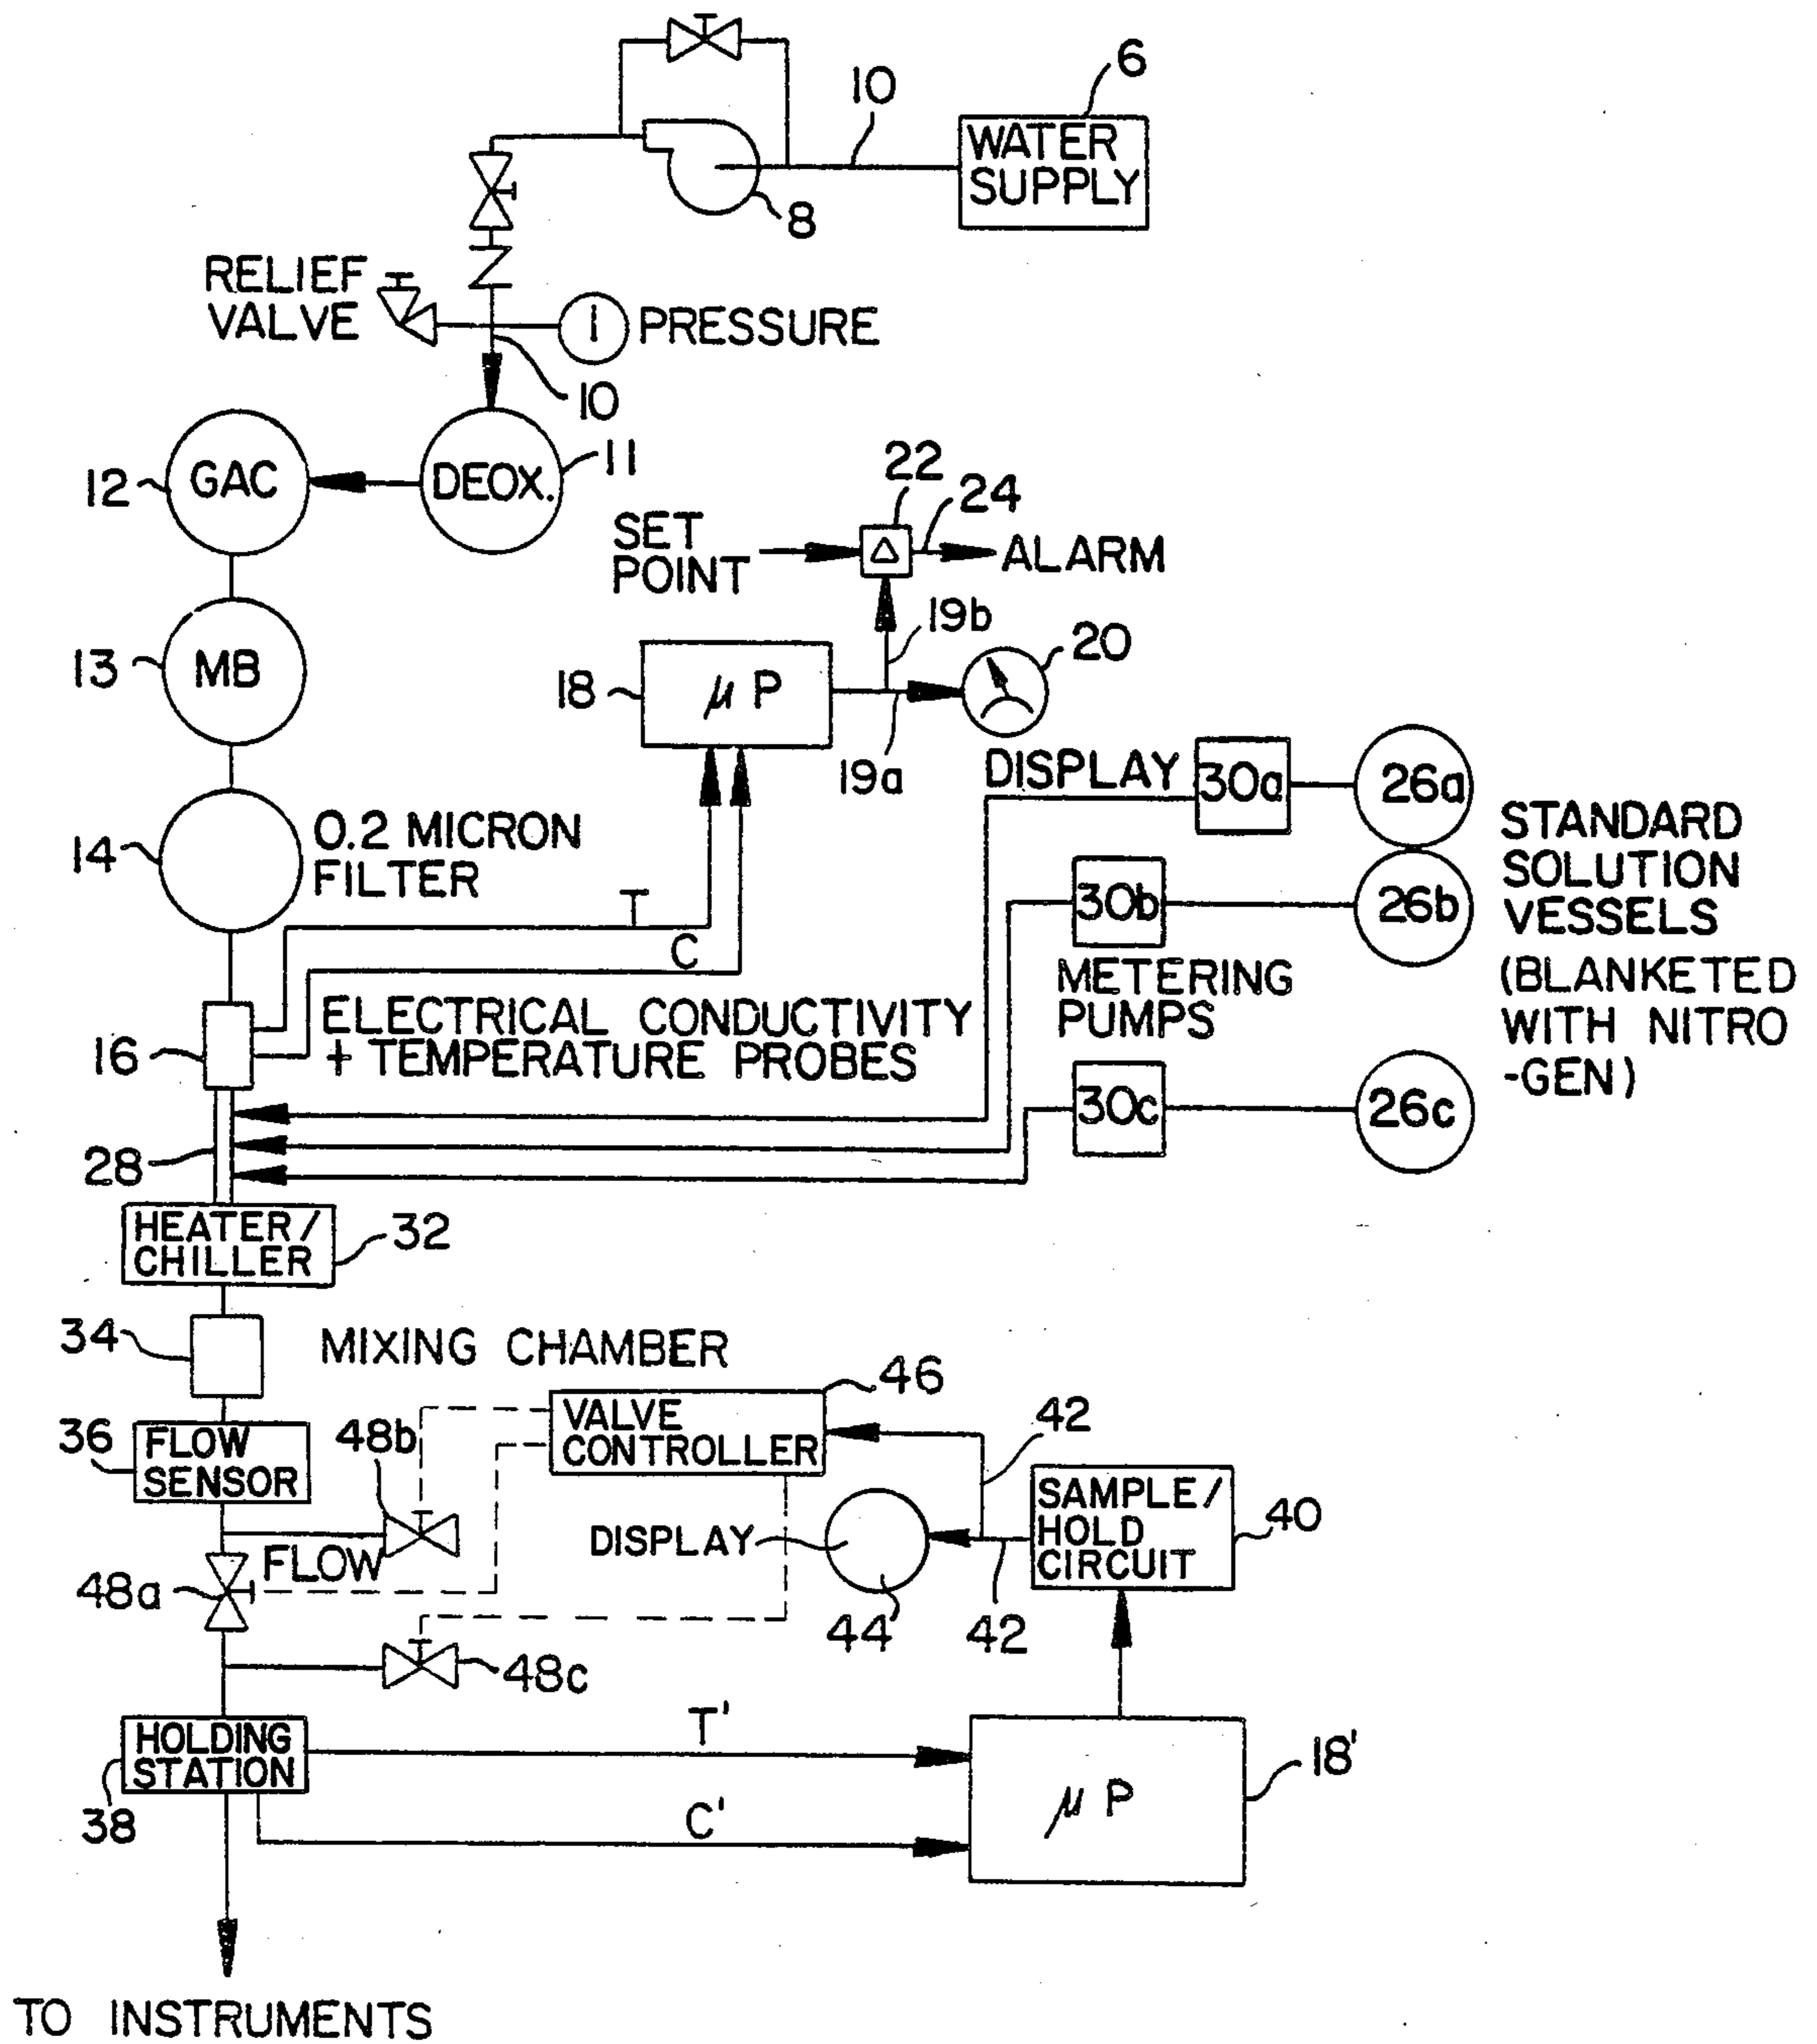 6
10
WATER
SUPPLY
8
RELIEF
VALVE
PRESSURE
10
12
GAC
DEOX.
11
22
24
SET
POINT
Δ
ALARM
19b
13
MB
18
μP
20
19a
DISPLAY
30a
26a
14
0.2 MICRON
FILTER
STANDARD
SOLUTION
VESSELS
(BLANKETED
WITH NITRO
-GEN)
30b
26b
T
C
METERING
PUMPS
16
ELECTRICAL CONDUCTIVITY
+ TEMPERATURE PROBES
30c
26c
28
HEATER/
CHILLER
32
34
MIXING CHAMBER
46
36
FLOW
SENSOR
48b
VALVE
CONTROLLER
42
SAMPLE/
HOLD
CIRCUIT
40
DISPLAY
FLOW
48a
44
42
48c
HOLDING
STATION
38
T'
C'
μP
18'
TO INSTRUMENTS